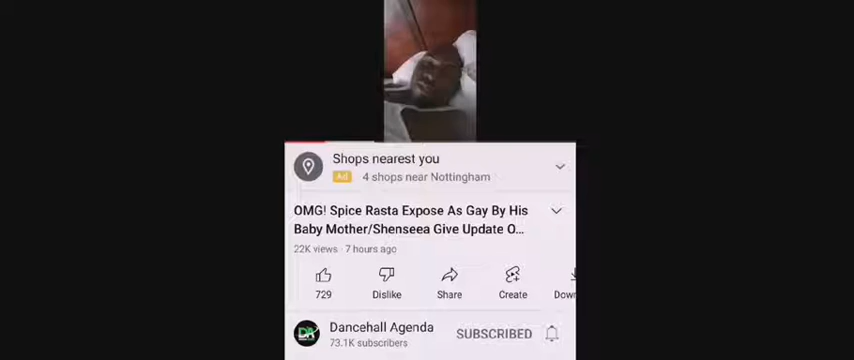 Shops nearest you
Ad 4 shops near Nottingham
OMG! Spice Rasta Expose As Gay By His
Baby Mother/Shenseea Give Update O...
22K views · 7 hours ago
729 Dislike Share Create Down
Dancehall Agenda SUBSCRIBED
73.1K subscribers